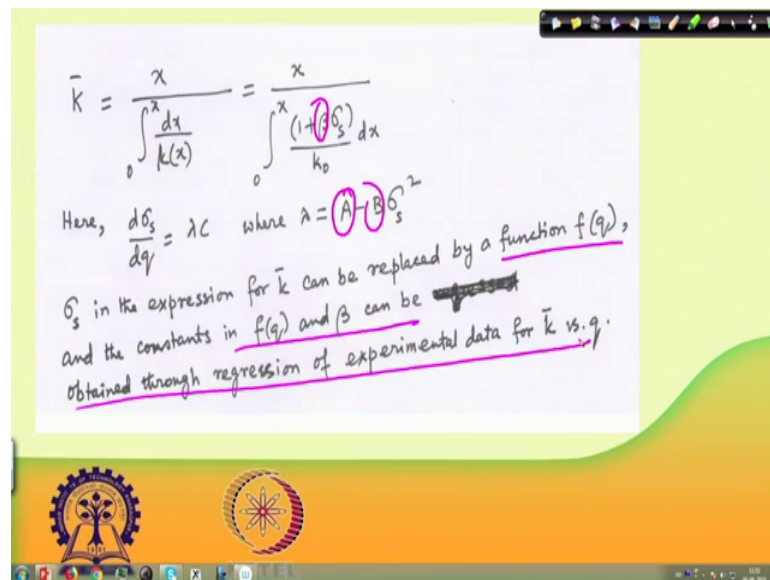 k̄ = x / ∫₀ˣ dx/k(x) = x / ∫₀ˣ (1+βσₛ)/k₀ dx
Here, dσₛ/dq = λC where λ = A − Bσₛ²
σₛ in the expression for k̄ can be replaced by a function f(q),
and the constants in f(q) and β can be
obtained through regression of experimental data for k̄ vs. q.